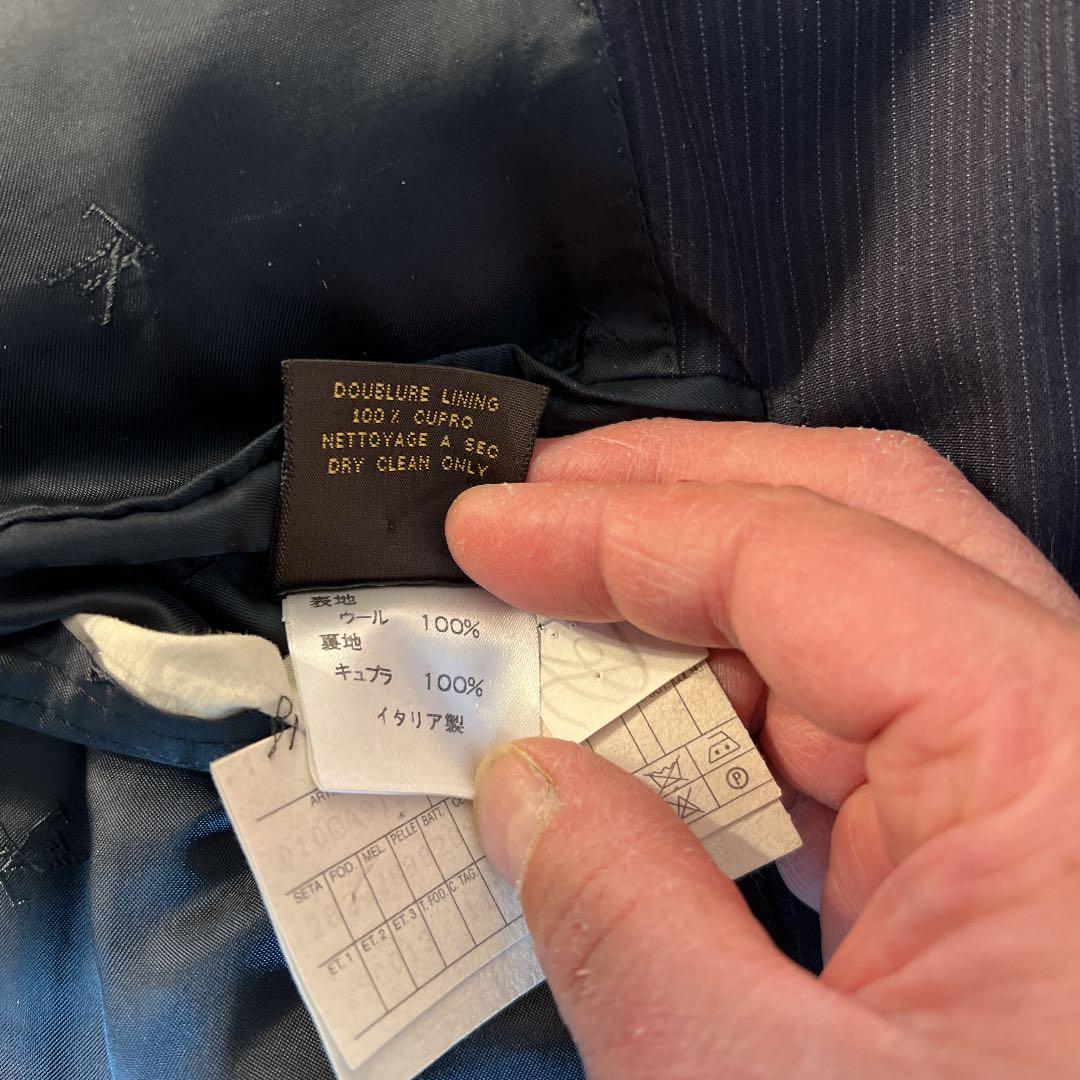 DOUBLURE LINING
100% CUPRO
NETTOYAGE A SEC
DRY CLEAN ONLY
表地
ウール 100%
裏地
キュプラ 100%
イタリア製
SETA FOD. MEL PELLE BATT.
ET.1 ET.2 ET.3 T.FOD. C.TAG.
P